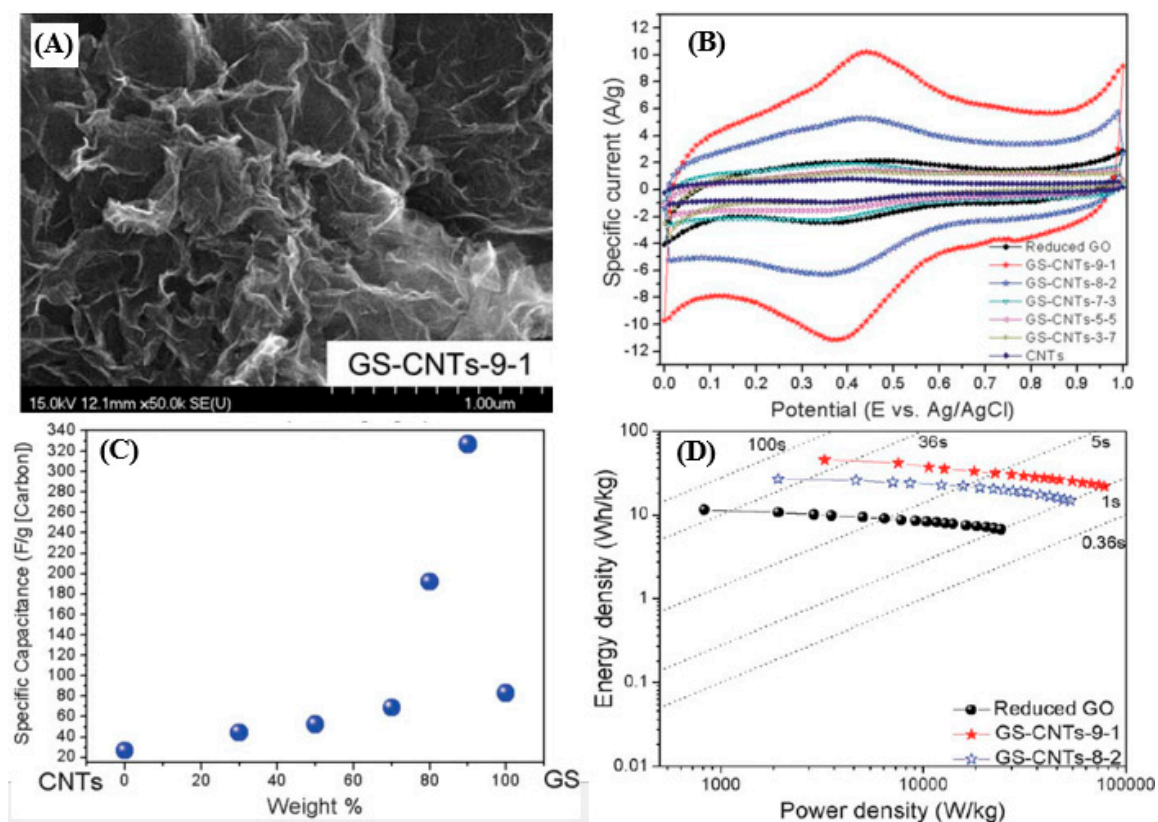 (A)
GS-CNTs-9-1
15.0kV 12.1mm x50.0k SE(U)
1.00um
(B)
Specific current (A/g)
12
10
8
6
4
2
0
-2
-4
-6
-8
-10
-12
0.0 0.1 0.2 0.3 0.4 0.5 0.6 0.7 0.8 0.9 1.0
Potential (E vs. Ag/AgCl)
Reduced GO
GS-CNTs-9-1
GS-CNTs-8-2
GS-CNTs-7-3
GS-CNTs-5-5
GS-CNTs-3-7
CNTs
(C)
Specific Capacitance (F/g [Carbon])
340
320
300
280
260
240
220
200
180
160
140
120
100
80
60
40
20
0 20 40 60 80 100
CNTs
GS
Weight %
(D)
Energy density (Wh/kg)
100
10
1
0.1
0.01
100s
36s
5s
1s
0.36s
Reduced GO
GS-CNTs-9-1
GS-CNTs-8-2
1000 10000 100000
Power density (W/kg)